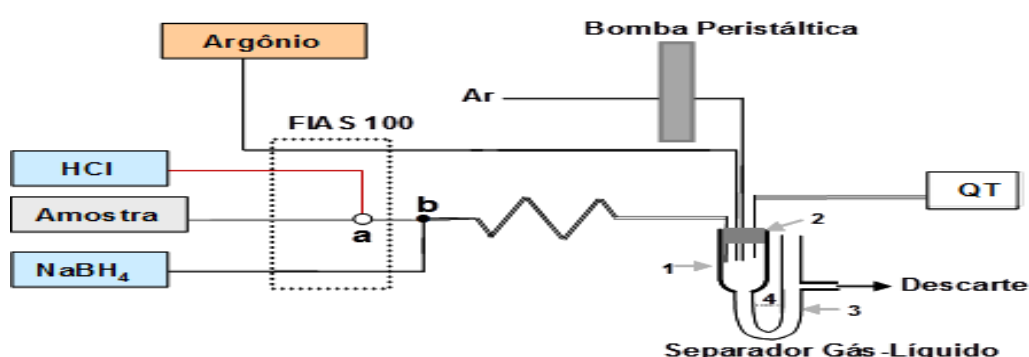 Bomba Peristáltica
Argônio
Ar
FIAS 100
HCl
QT
Amostra
b
a
2
1
NaBH₄
4
Descarte
3
Separador Gás-Líquido